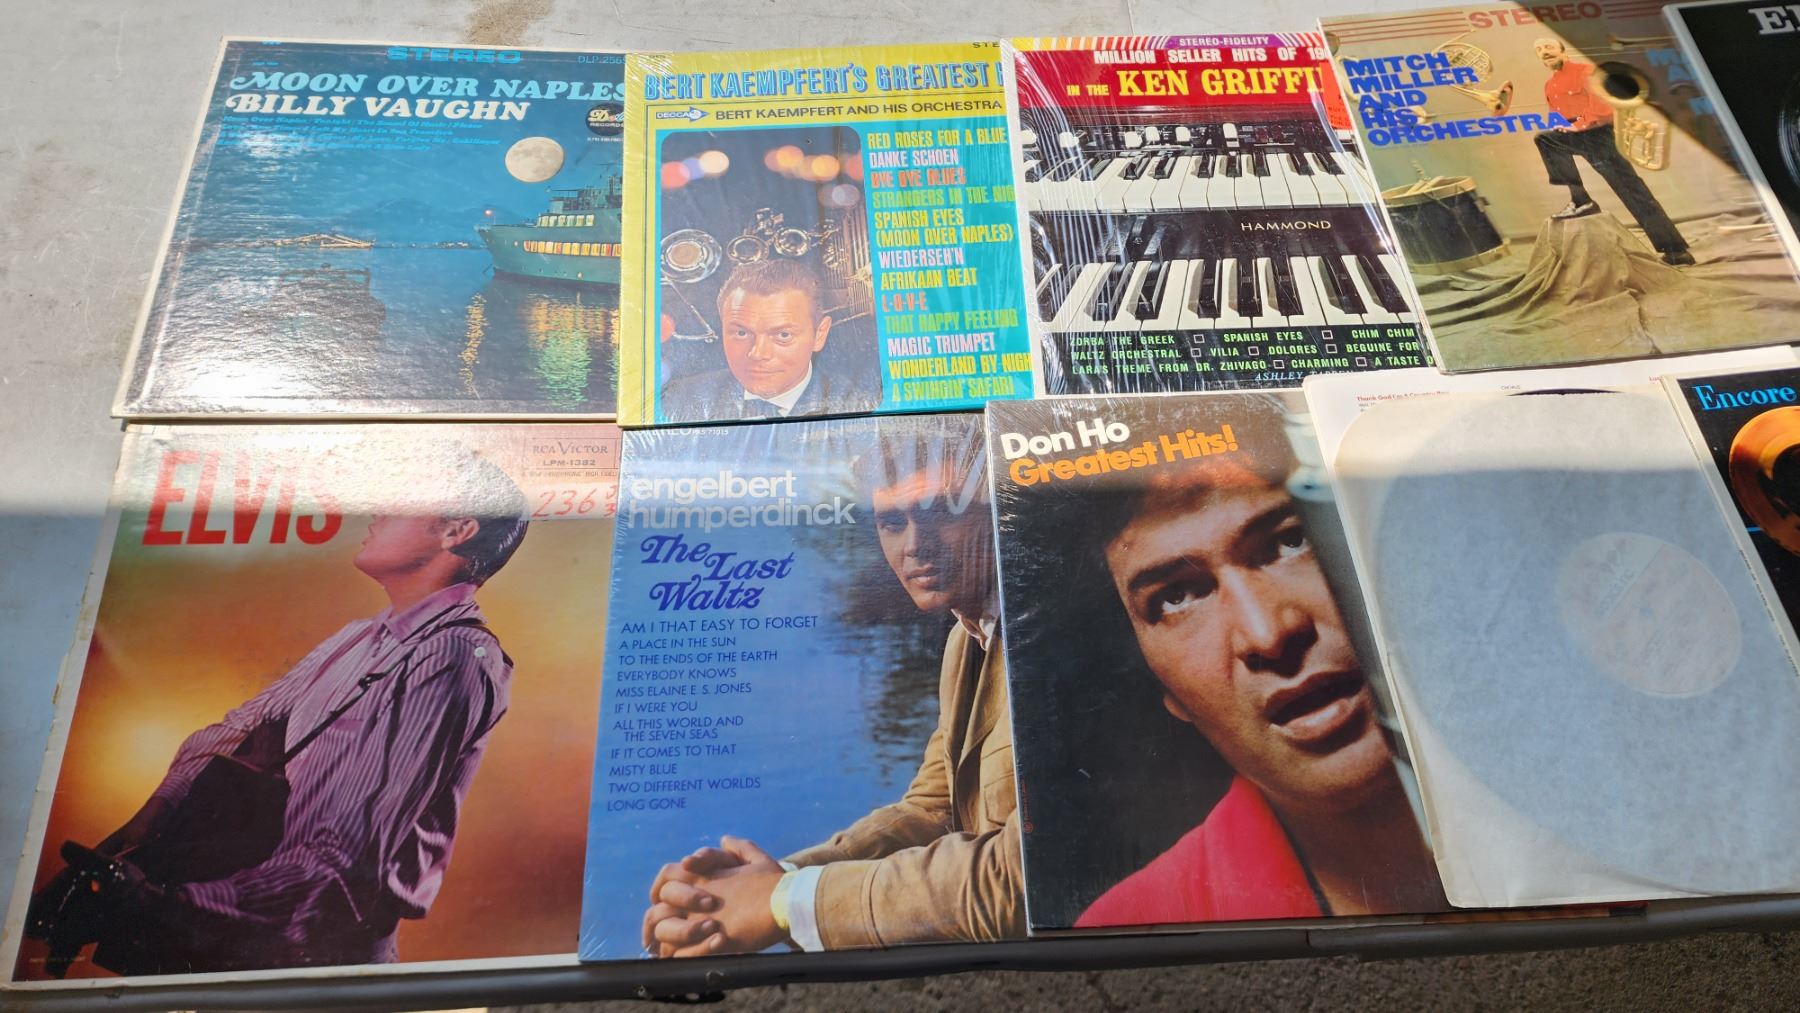 STEREO
MOON OVER NAPLES
BILLY VAUGHN
STE
BERT KAEMPFERT'S GREATEST
DECCA
BERT KAEMPFERT AND HIS ORCHESTRA
RED ROSES FOR A BLUE
DANKE SCHOEN
BYE BYE BLUES
STRANGERS IN THE NIG
SPANISH EYES
(MOON OVER NAPLES)
WIEDERSEH'N
AFRIKAAN BEAT
L-O-V-E
THAT HAPPY FEELING
MAGIC TRUMPET
WONDERLAND BY NIGH
A SWINGIN' SAFARI
STEREO-FIDELITY
MILLION SELLER HITS OF 19
IN THE KEN GRIFFI
HAMMOND
ZORBA THE GREEK □ SPANISH EYES □ CHIM CHIM
WALTZ ORCHESTRAL □ VILIA □ DOLORES □ BEGUINE FOR
LARA'S THEME FROM DR. ZHIVAGO □ CHARMING □ A TASTE O
STEREO
MITCH
MILLER
AND
HIS
ORCHESTRA
ELVIS
RCA VICTOR
LPM-1382
236
engelbert
humperdinck
The Last
Waltz
AM I THAT EASY TO FORGET
A PLACE IN THE SUN
TO THE ENDS OF THE EARTH
EVERYBODY KNOWS
MISS ELAINE E. S. JONES
IF I WERE YOU
ALL THIS WORLD AND
THE SEVEN SEAS
IF IT COMES TO THAT
MISTY BLUE
TWO DIFFERENT WORLDS
LONG GONE
Don Ho
Greatest Hits!
Thank God I'm A Country Boy
Encore